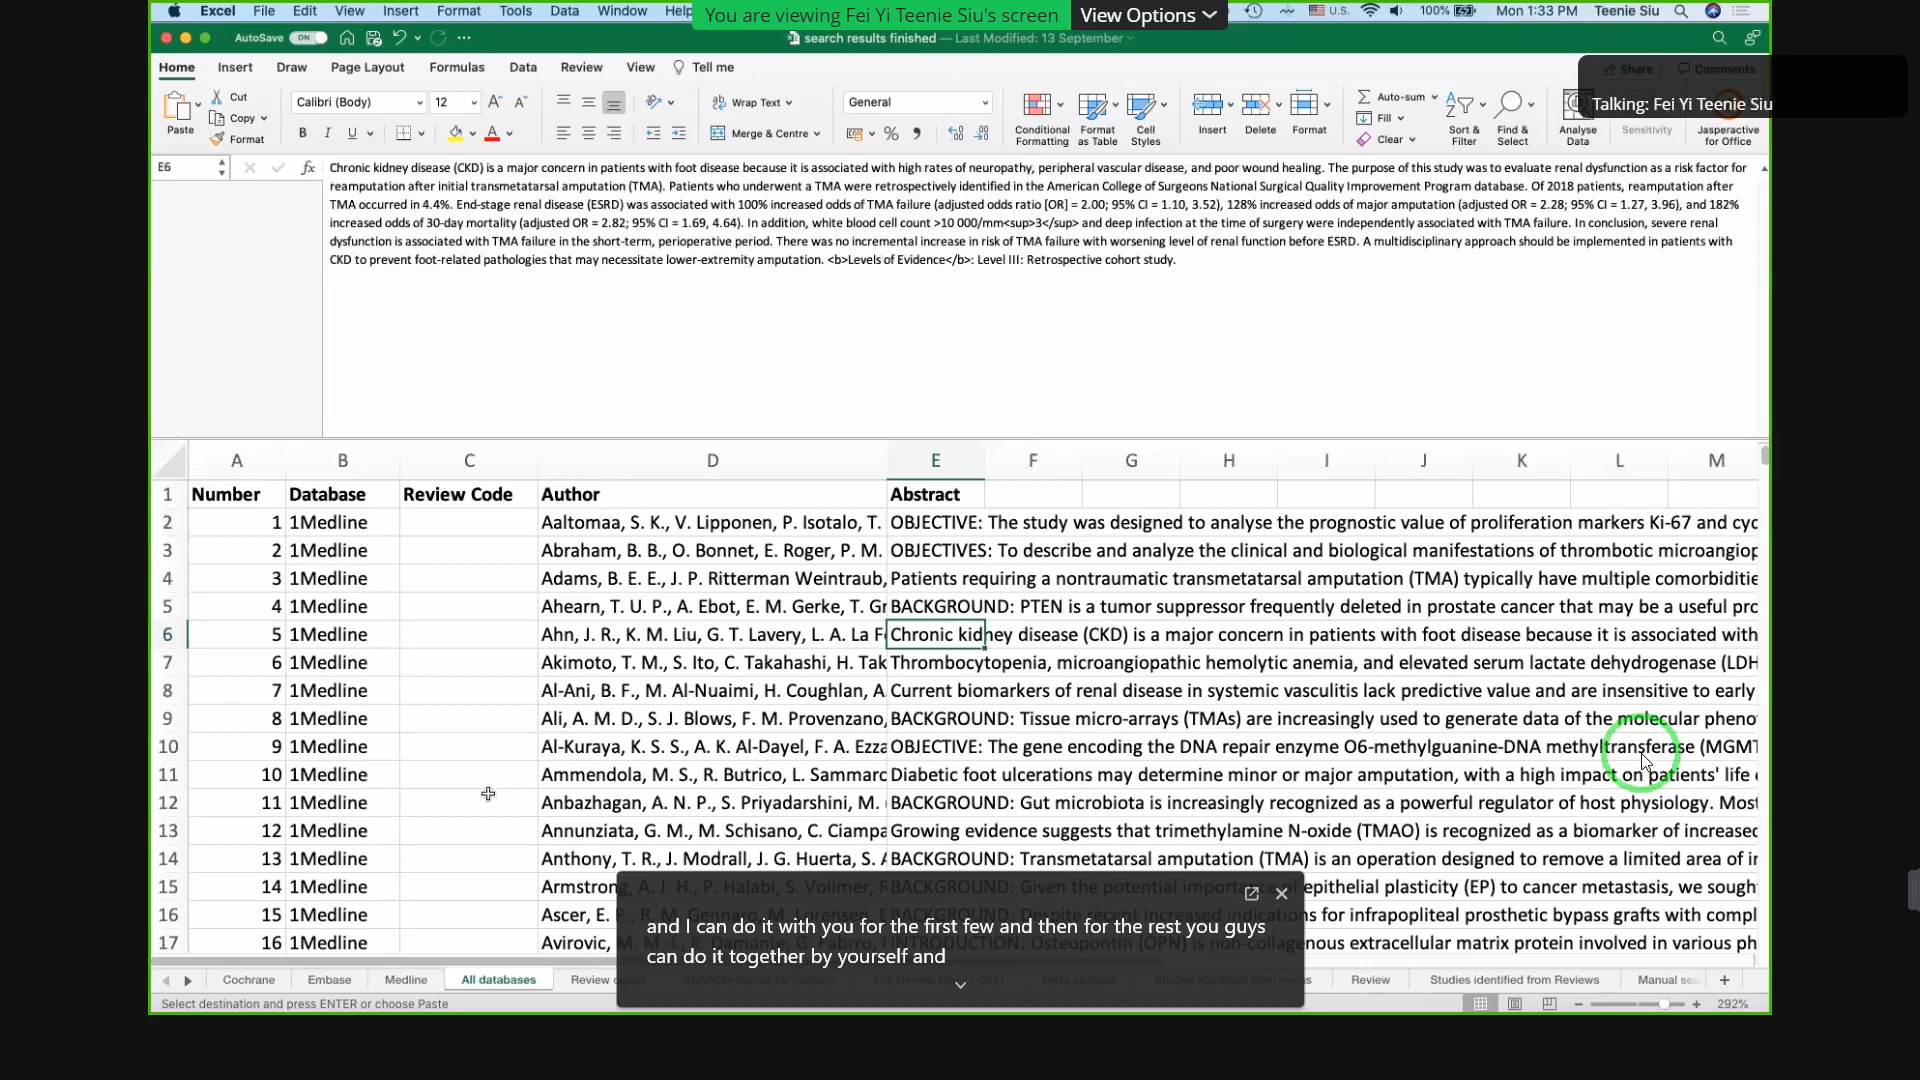 Excel File Edit View Insert Format Tools Data Window Help
You are viewing Fei Yi Teenie Siu's screen View Options
U.S. 100% Mon 1:33 PM Teenie Siu
AutoSave ON search results finished — Last Modified: 13 September
Home Insert Draw Page Layout Formulas Data Review View Tell me Share Comments
Talking: Fei Yi Teenie Siu
Paste Cut Copy Format
Calibri (Body) 12
B I U
Wrap Text Merge & Centre
General
Conditional Formatting Format as Table Cell Styles
Insert Delete Format
Auto-sum Fill Clear
Sort & Filter Find & Select Analyse Data Sensitivity Jasperactive for Office
E6 fx Chronic kidney disease (CKD) is a major concern in patients with foot disease because it is associated with high rates of neuropathy, peripheral vascular disease, and poor wound healing. The purpose of this study was to evaluate renal dysfunction as a risk factor for
reamputation after initial transmetatarsal amputation (TMA). Patients who underwent a TMA were retrospectively identified in the American College of Surgeons National Surgical Quality Improvement Program database. Of 2018 patients, reamputation after
TMA occurred in 4.4%. End-stage renal disease (ESRD) was associated with 100% increased odds of TMA failure (adjusted odds ratio [OR] = 2.00; 95% CI = 1.10, 3.52), 128% increased odds of major amputation (adjusted OR = 2.28; 95% CI = 1.27, 3.96), and 182%
increased odds of 30-day mortality (adjusted OR = 2.82; 95% CI = 1.69, 4.64). In addition, white blood cell count >10 000/mm<sup>3</sup> and deep infection at the time of surgery were independently associated with TMA failure. In conclusion, severe renal
dysfunction is associated with TMA failure in the short-term, perioperative period. There was no incremental increase in risk of TMA failure with worsening level of renal function before ESRD. A multidisciplinary approach should be implemented in patients with
CKD to prevent foot-related pathologies that may necessitate lower-extremity amputation. <b>Levels of Evidence</b>: Level III: Retrospective cohort study.
A B C D E F G H I J K L M
1 Number Database Review Code Author Abstract
2 1 1Medline Aaltomaa, S. K., V. Lipponen, P. Isotalo, T. OBJECTIVE: The study was designed to analyse the prognostic value of proliferation markers Ki-67 and cyc
3 2 1Medline Abraham, B. B., O. Bonnet, E. Roger, P. M. OBJECTIVES: To describe and analyze the clinical and biological manifestations of thrombotic microangiop
4 3 1Medline Adams, B. E. E., J. P. Ritterman Weintraub, Patients requiring a nontraumatic transmetatarsal amputation (TMA) typically have multiple comorbiditie
5 4 1Medline Ahearn, T. U. P., A. Ebot, E. M. Gerke, T. Gr BACKGROUND: PTEN is a tumor suppressor frequently deleted in prostate cancer that may be a useful pro
6 5 1Medline Ahn, J. R., K. M. Liu, G. T. Lavery, L. A. La F Chronic kidney disease (CKD) is a major concern in patients with foot disease because it is associated with
7 6 1Medline Akimoto, T. M., S. Ito, C. Takahashi, H. Tak Thrombocytopenia, microangiopathic hemolytic anemia, and elevated serum lactate dehydrogenase (LDH
8 7 1Medline Al-Ani, B. F., M. Al-Nuaimi, H. Coughlan, A Current biomarkers of renal disease in systemic vasculitis lack predictive value and are insensitive to early
9 8 1Medline Ali, A. M. D., S. J. Blows, F. M. Provenzano, BACKGROUND: Tissue micro-arrays (TMAs) are increasingly used to generate data of the molecular pheno
10 9 1Medline Al-Kuraya, K. S. S., A. K. Al-Dayel, F. A. Ezza OBJECTIVE: The gene encoding the DNA repair enzyme O6-methylguanine-DNA methyltransferase (MGMT
11 10 1Medline Ammendola, M. S., R. Butrico, L. Sammarc Diabetic foot ulcerations may determine minor or major amputation, with a high impact on patients' life
12 11 1Medline Anbazhagan, A. N. P., S. Priyadarshini, M. BACKGROUND: Gut microbiota is increasingly recognized as a powerful regulator of host physiology. Most
13 12 1Medline Annunziata, G. M., M. Schisano, C. Ciampa Growing evidence suggests that trimethylamine N-oxide (TMAO) is recognized as a biomarker of increased
14 13 1Medline Anthony, T. R., J. Modrall, J. G. Huerta, S. BACKGROUND: Transmetatarsal amputation (TMA) is an operation designed to remove a limited area of
15 14 1Medline Armstrong, A. J. H., P. Halabi, S. Vollmer, BACKGROUND: Given the potential importance of epithelial plasticity (EP) to cancer metastasis, we sought
16 15 1Medline Ascer, E. P., R. M. Gennaro, M. Lorensen, BACKGROUND: Despite recent increased indications for infrapopliteal prosthetic bypass grafts with compl
17 16 1Medline Avirovic, M. INTRODUCTION: Osteopontin (OPN) is non-collagenous extracellular matrix protein involved in various ph
and I can do it with you for the first few and then for the rest you guys
can do it together by yourself and
Cochrane Embase Medline All databases Review Meta analysis Review Studies identified from Reviews Manual
Select destination and press ENTER or choose Paste 292%